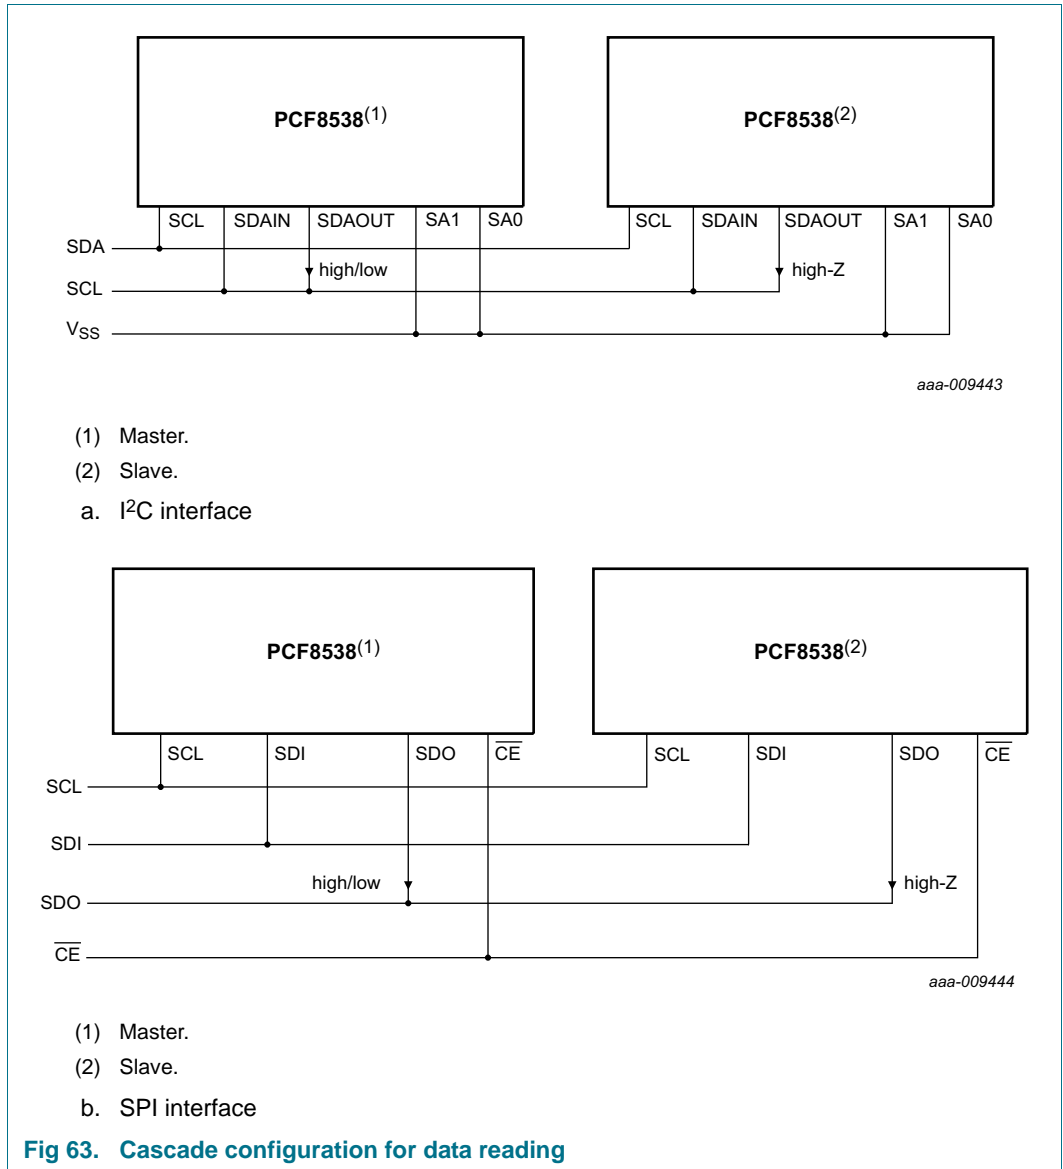 PCF8538(1) PCF8538(2)
SCL SDAIN SDAOUT SA1 SA0 SCL SDAIN SDAOUT SA1 SA0
SDA
high/low high-Z
SCL
VSS
aaa-009443
(1) Master.
(2) Slave.
a. I2C interface
PCF8538(1) PCF8538(2)
SCL SDI SDO CE SCL SDI SDO CE
SCL
SDI
high/low high-Z
SDO
CE
aaa-009444
(1) Master.
(2) Slave.
b. SPI interface
Fig 63. Cascade configuration for data reading